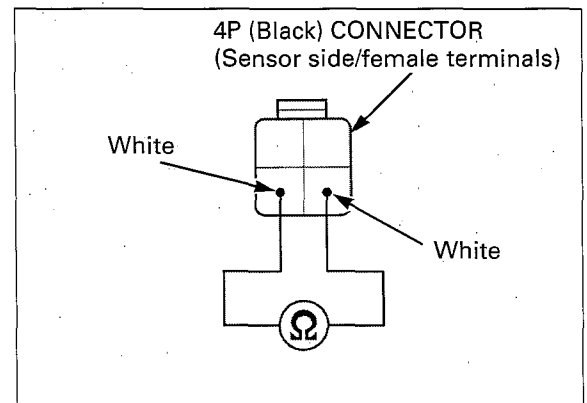 4P (Black) CONNECTOR
(Sensor side/female terminals)
White
White
Ω